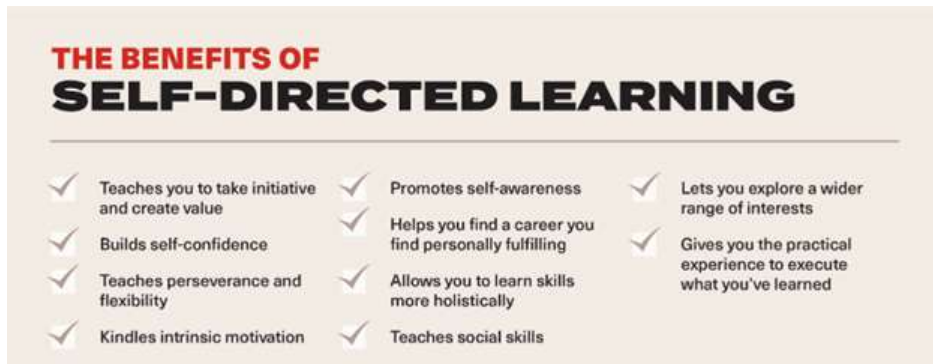 THE BENEFITS OF
SELF-DIRECTED LEARNING
Teaches you to take initiative
and create value
Builds self-confidence
Teaches perseverance and
flexibility
Kindles intrinsic motivation
Promotes self-awareness
Helps you find a career you
find personally fulfilling
Allows you to learn skills
more holistically
Teaches social skills
Lets you explore a wider
range of interests
Gives you the practical
experience to execute
what you've learned